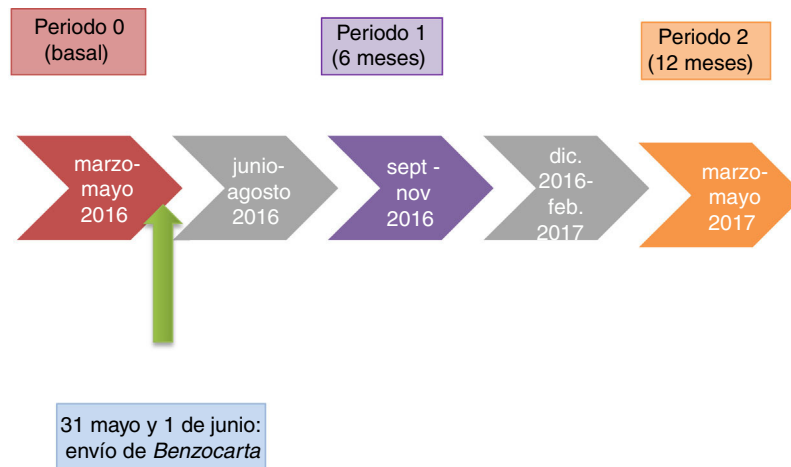 Periodo 0
(basal)
Periodo 1
(6 meses)
Periodo 2
(12 meses)
marzo-
mayo
2016
junio-
agosto
2016
sept -
nov
2016
dic.
2016-
feb.
2017
marzo-
mayo
2017
31 mayo y 1 de junio:
envío de Benzocarta